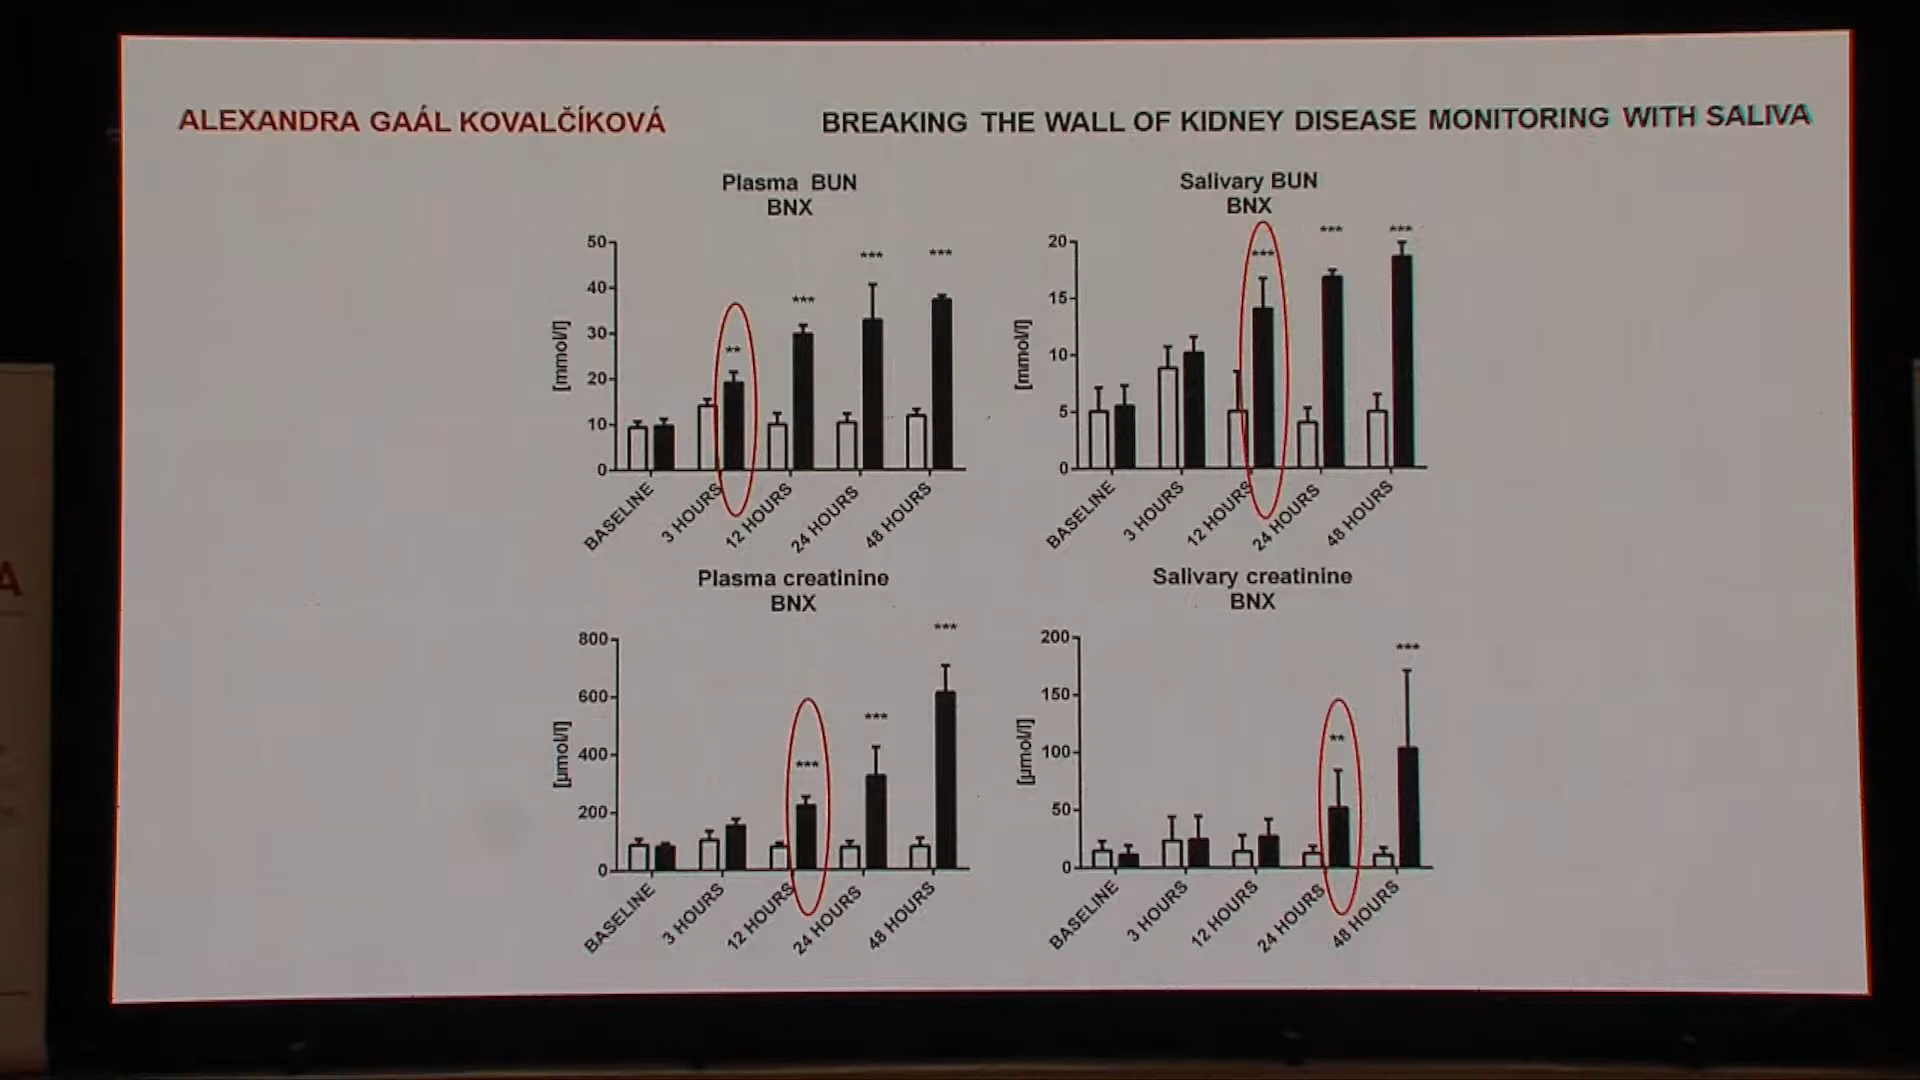 ALEXANDRA GAÁL KOVALČÍKOVÁ
BREAKING THE WALL OF KIDNEY DISEASE MONITORING WITH SALIVA
Plasma BUN
BNX
[mmol/l]
50
40
30
20
10
0
**
***
***
***
BASELINE
3 HOURS
12 HOURS
24 HOURS
48 HOURS
Salivary BUN
BNX
[mmol/l]
20
15
10
5
0
***
***
***
BASELINE
3 HOURS
12 HOURS
24 HOURS
48 HOURS
Plasma creatinine
BNX
[µmol/l]
800
600
400
200
0
***
***
***
BASELINE
3 HOURS
12 HOURS
24 HOURS
48 HOURS
Salivary creatinine
BNX
[µmol/l]
200
150
100
50
0
**
***
BASELINE
3 HOURS
12 HOURS
24 HOURS
48 HOURS
A